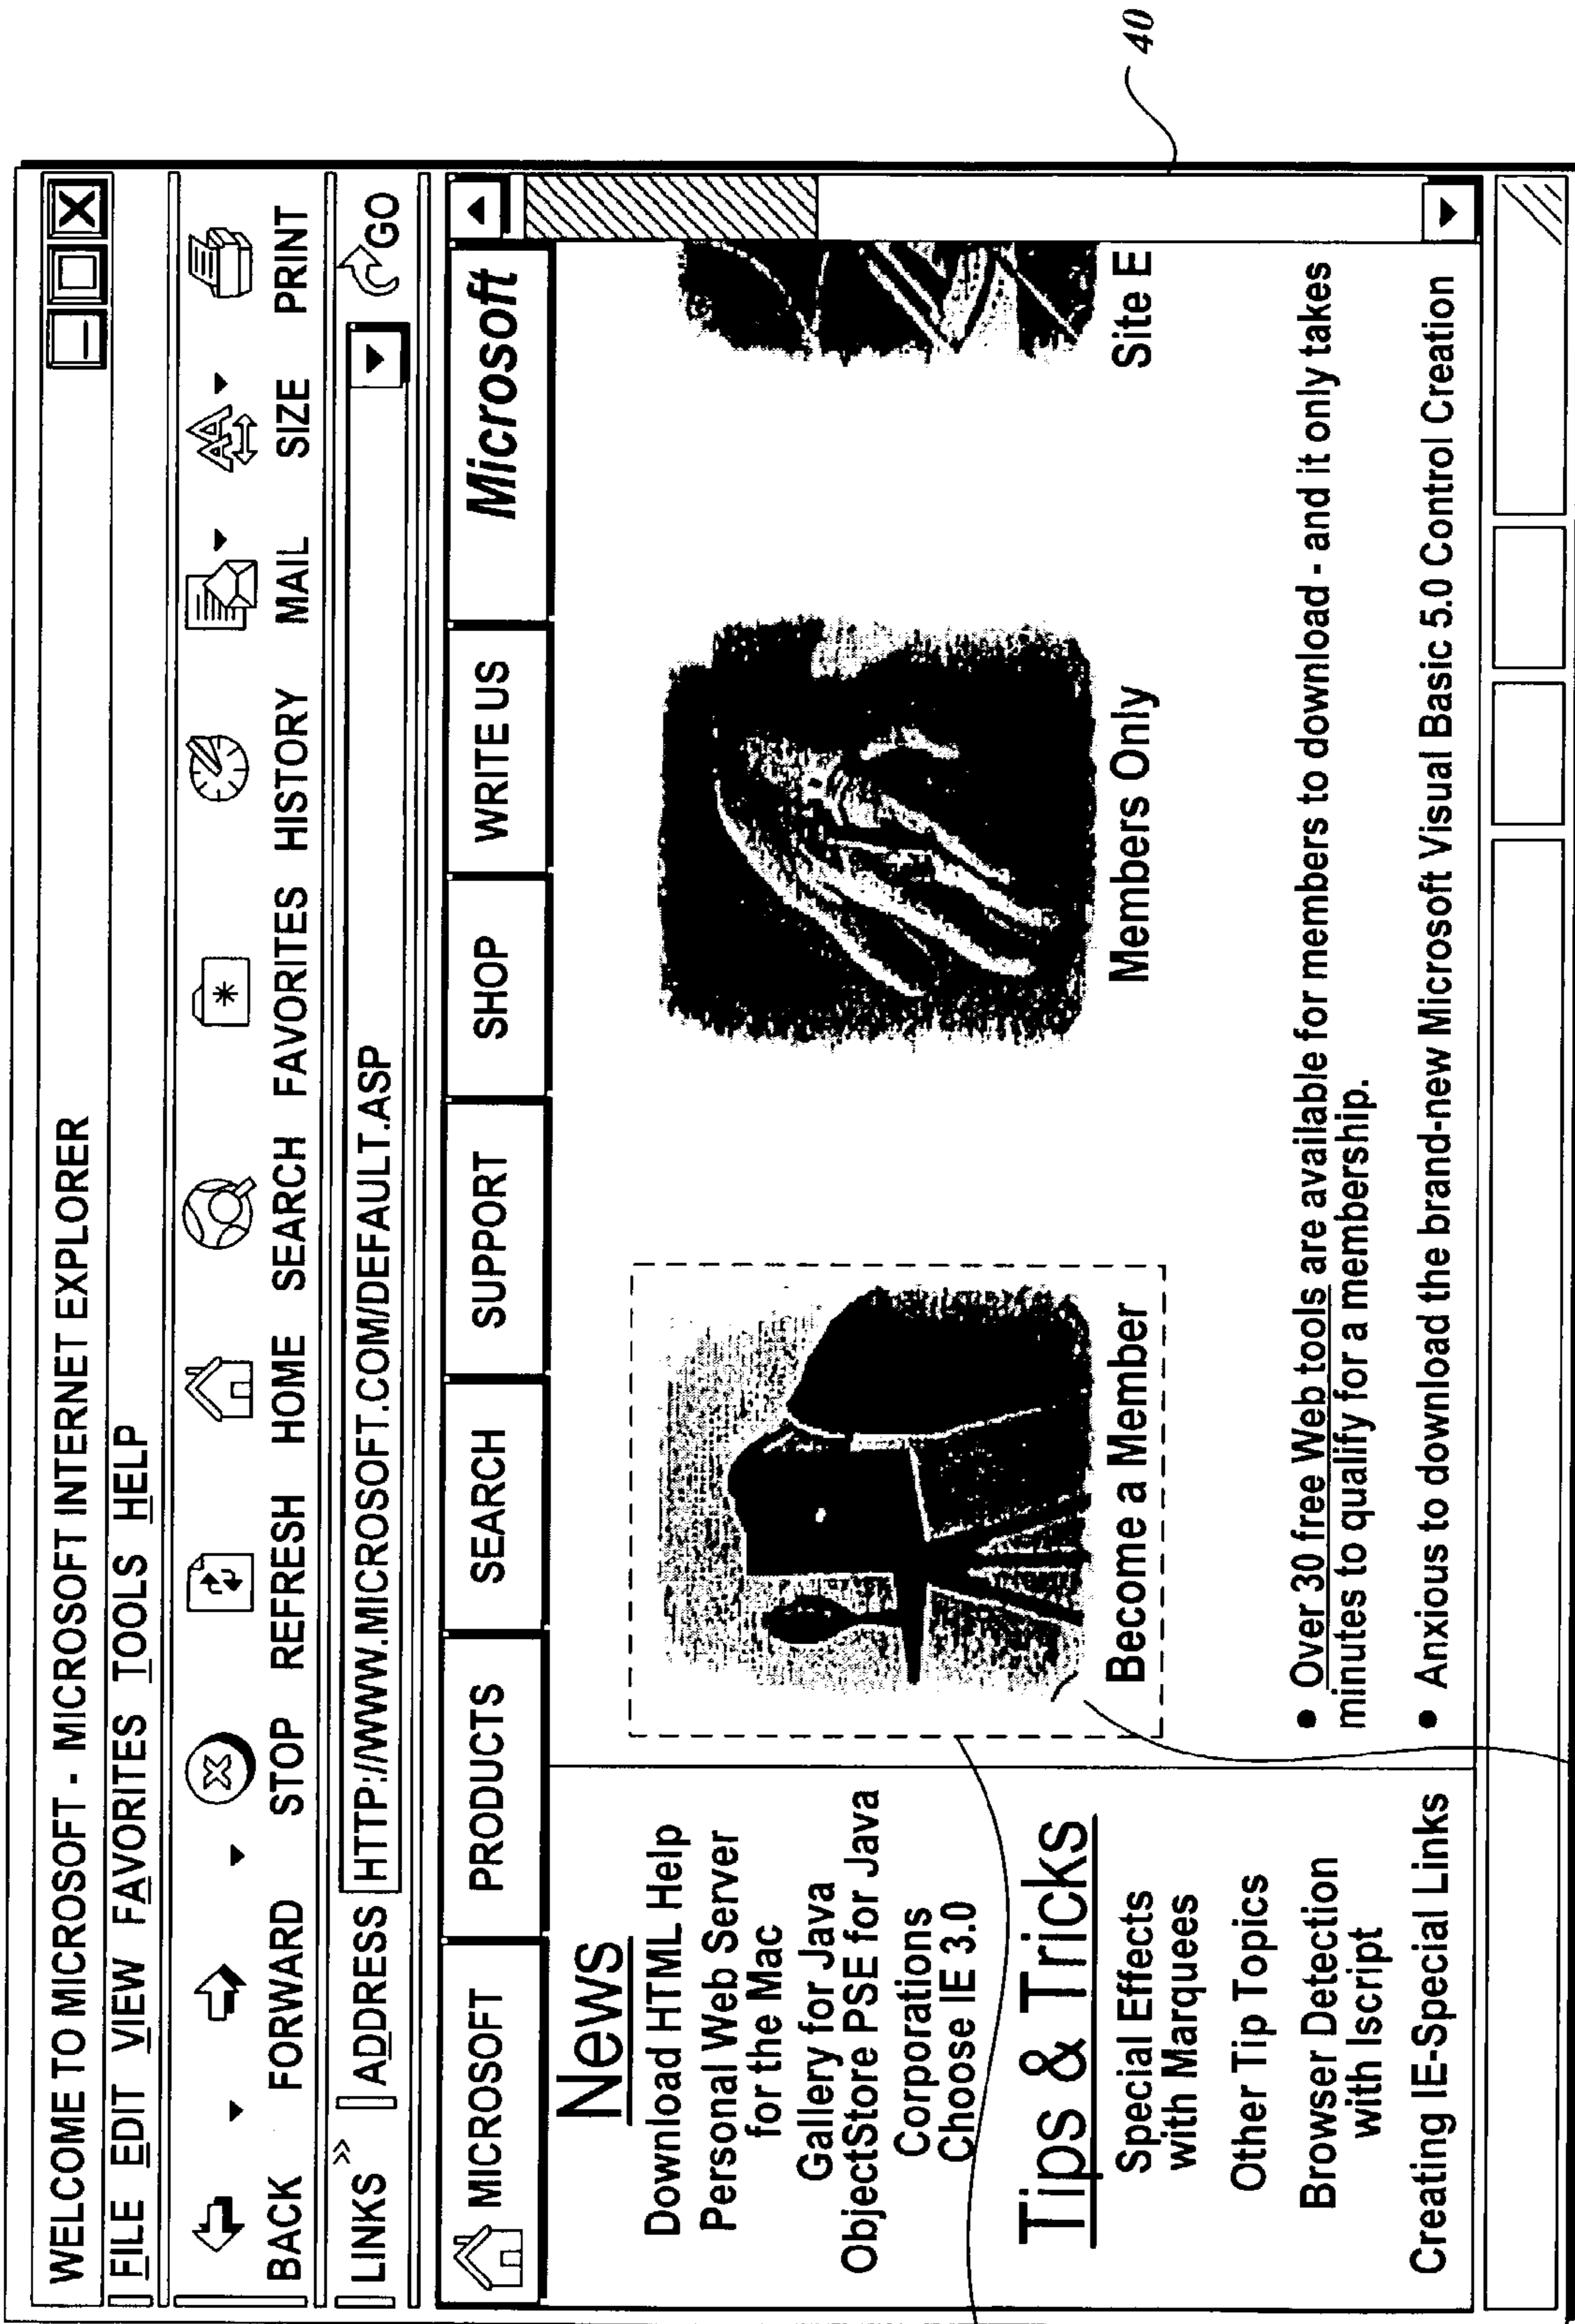 WELCOME TO MICROSOFT - MICROSOFT INTERNET EXPLORER
FILE EDIT VIEW FAVORITES TOOLS HELP
BACK FORWARD STOP REFRESH HOME SEARCH FAVORITES HISTORY MAIL SIZE PRINT
LINKS » ADDRESS HTTP://WWW.MICROSOFT.COM/DEFAULT.ASP GO
MICROSOFT PRODUCTS SEARCH SUPPORT SHOP WRITE US Microsoft
News
Download HTML Help
Personal Web Server
for the Mac
Gallery for Java
ObjectStore PSE for Java
Corporations
Choose IE 3.0
Tips & Tricks
Special Effects
with Marquees
Other Tip Topics
Browser Detection
with Iscript
Creating IE-Special Links
Become a Member
Members Only
Site E
• Over 30 free Web tools are available for members to download - and it only takes
minutes to qualify for a membership.
• Anxious to download the brand-new Microsoft Visual Basic 5.0 Control Creation
40